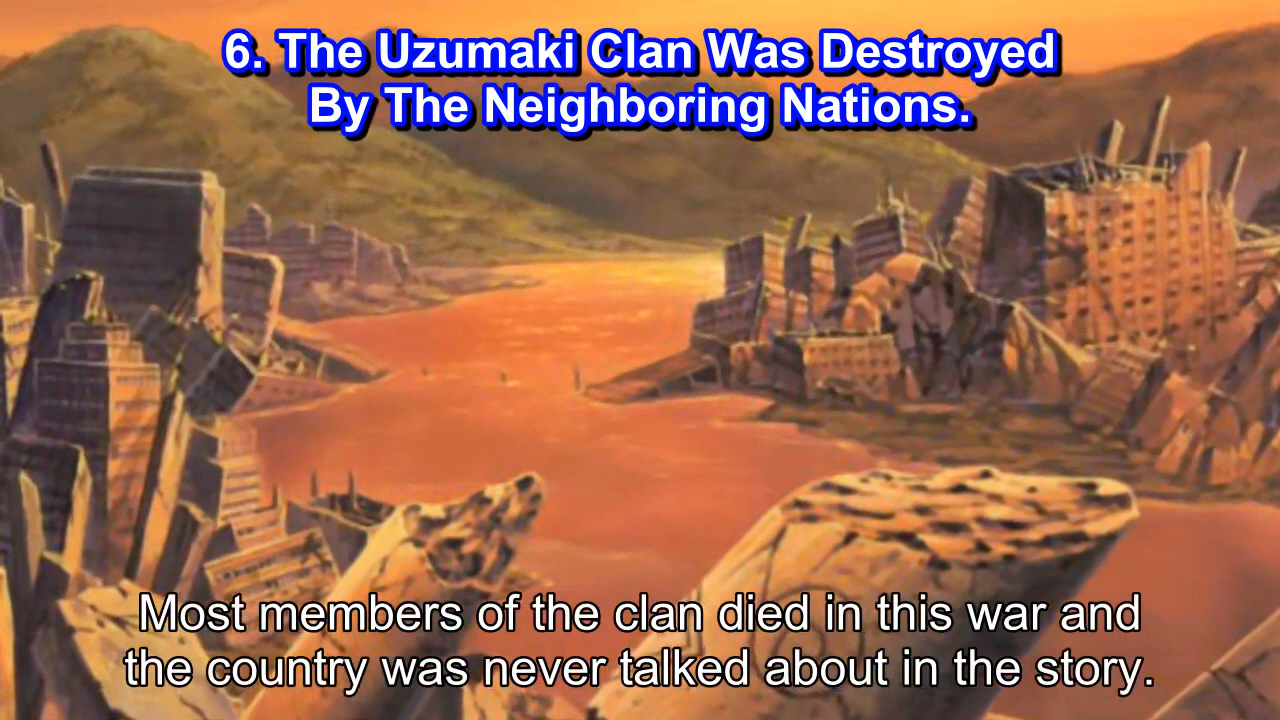 6. The Uzumaki Clan Was Destroyed
By The Neighboring Nations.
Most members of the clan died in this war and
the country was never talked about in the story.